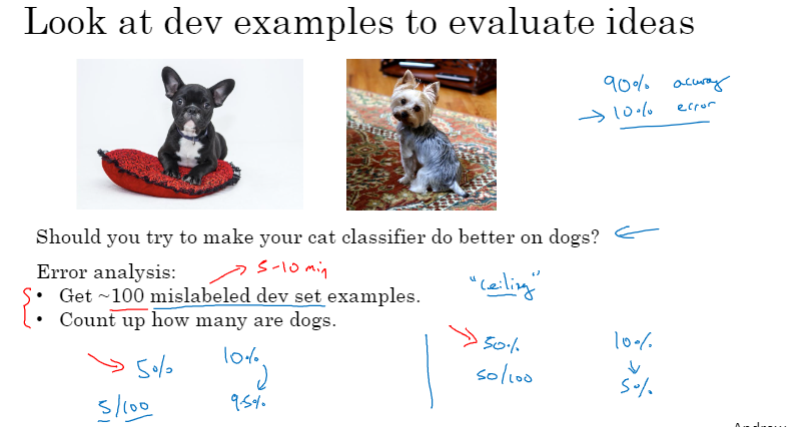 Look at dev examples to evaluate ideas
90% accuracy
→ 10% error
Should you try to make your cat classifier do better on dogs? ←
Error analysis:
→ 5-10 min
• Get ~100 mislabeled dev set examples.
"ceiling"
• Count up how many are dogs.
→ 5% 10%
5/100 9.5%
→ 50% 10%
50/100 ↓ 5%
Andrew